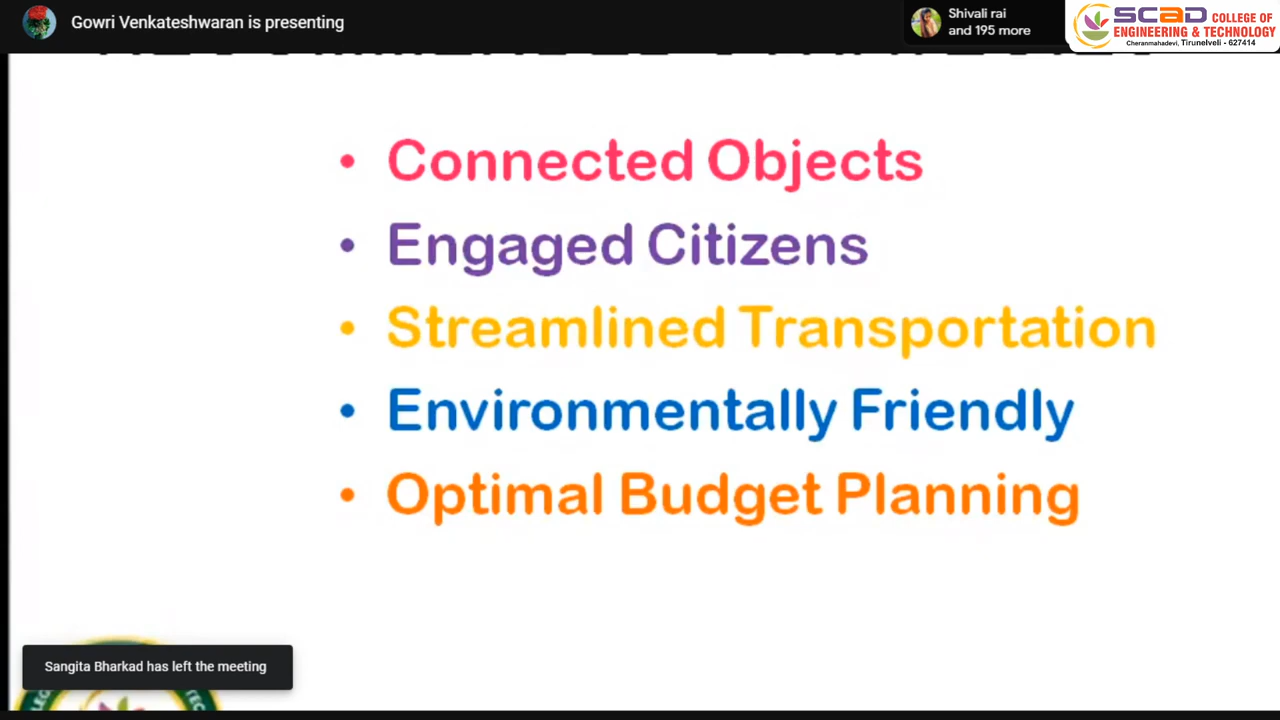 Gowri Venkateshwaran is presenting
Shivali rai
and 195 more
SCAD COLLEGE OF
ENGINEERING & TECHNOLOGY
Cheranmahadevi, Tirunelveli - 627414
• Connected Objects
• Engaged Citizens
• Streamlined Transportation
• Environmentally Friendly
• Optimal Budget Planning
Sangita Bharkad has left the meeting